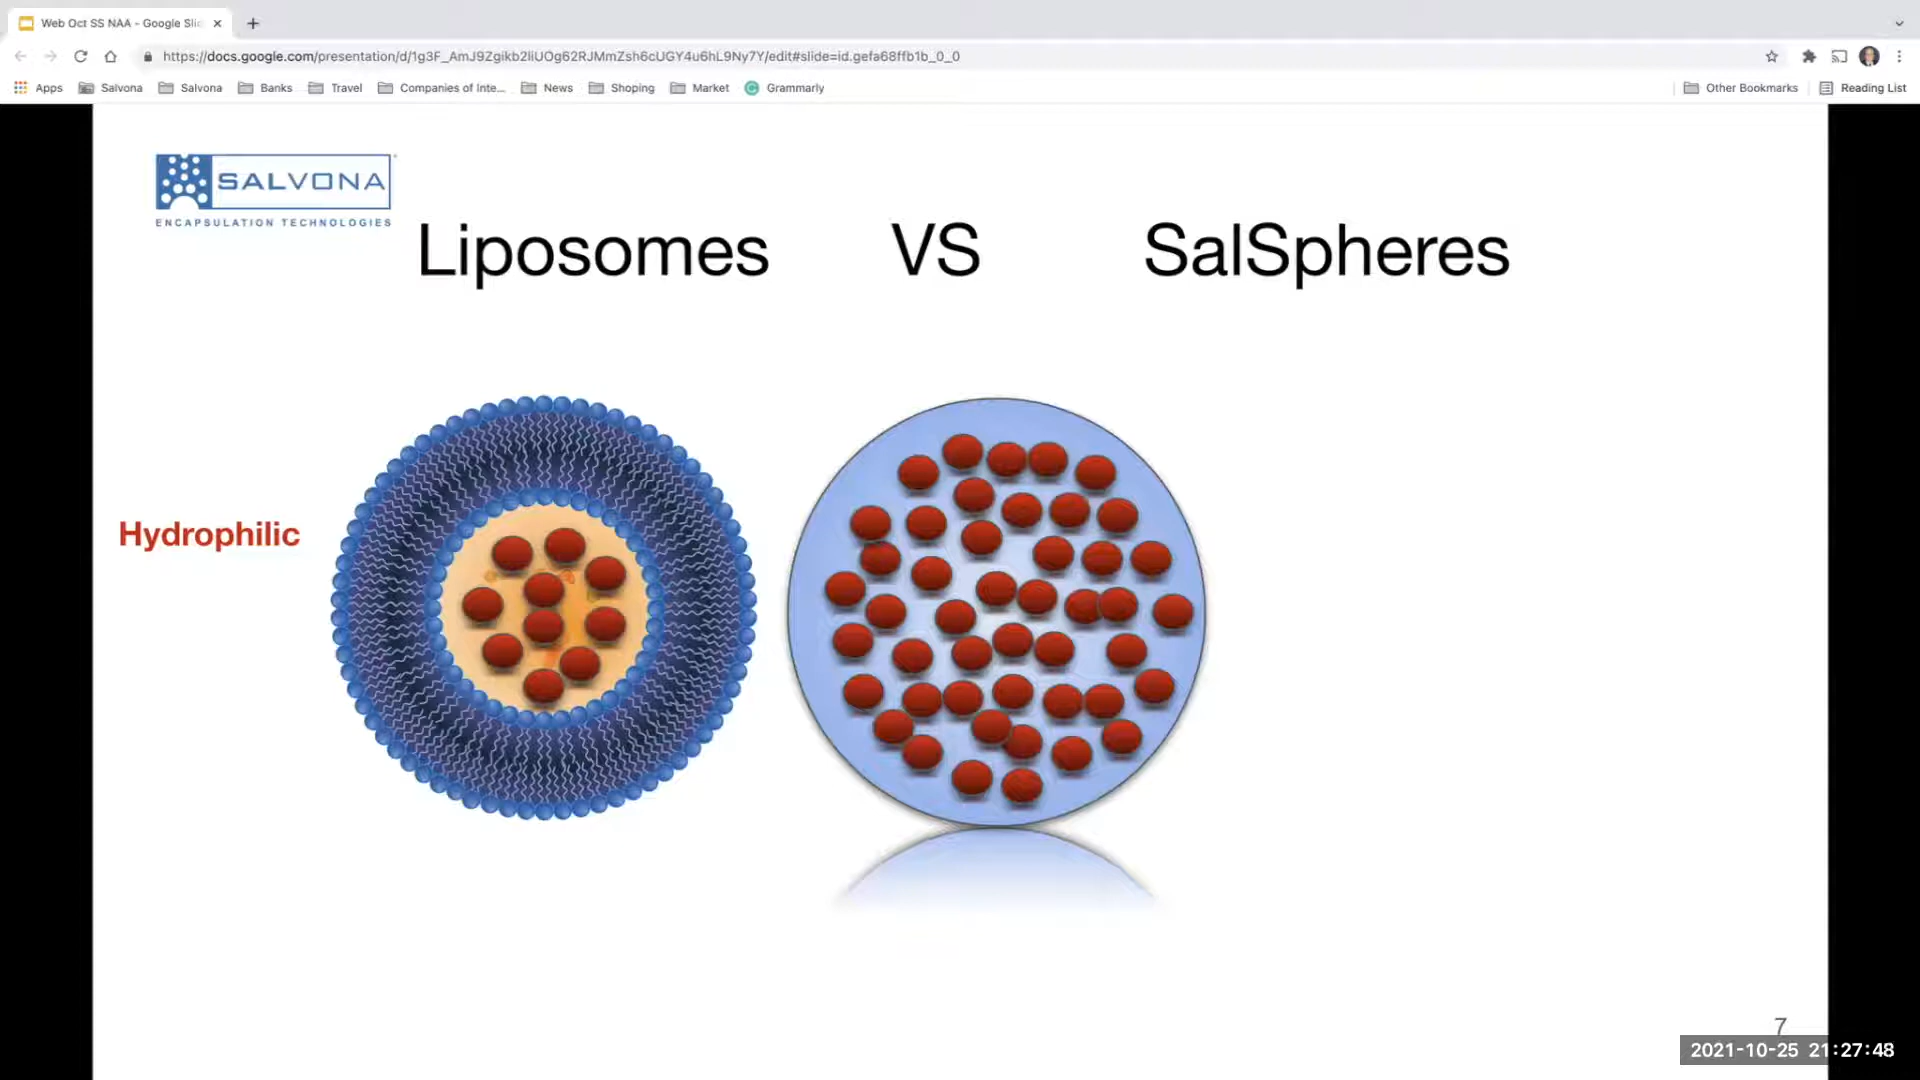 Web Oct SS NAA - Google Slid
https://docs.google.com/presentation/d/1g3F_AmJ9Zgikb2liUOg62RJMmZsh6cUGY4u6hL9Ny7Y/edit#slide=id.gefa68ffb1b_0_0
Apps Salvona Salvona Banks Travel Companies of Inte... News Shoping Market Grammarly Other Bookmarks Reading List
SALVONA
ENCAPSULATION TECHNOLOGIES
Liposomes VS SalSpheres
Hydrophilic
7
2021-10-25 21:27:48